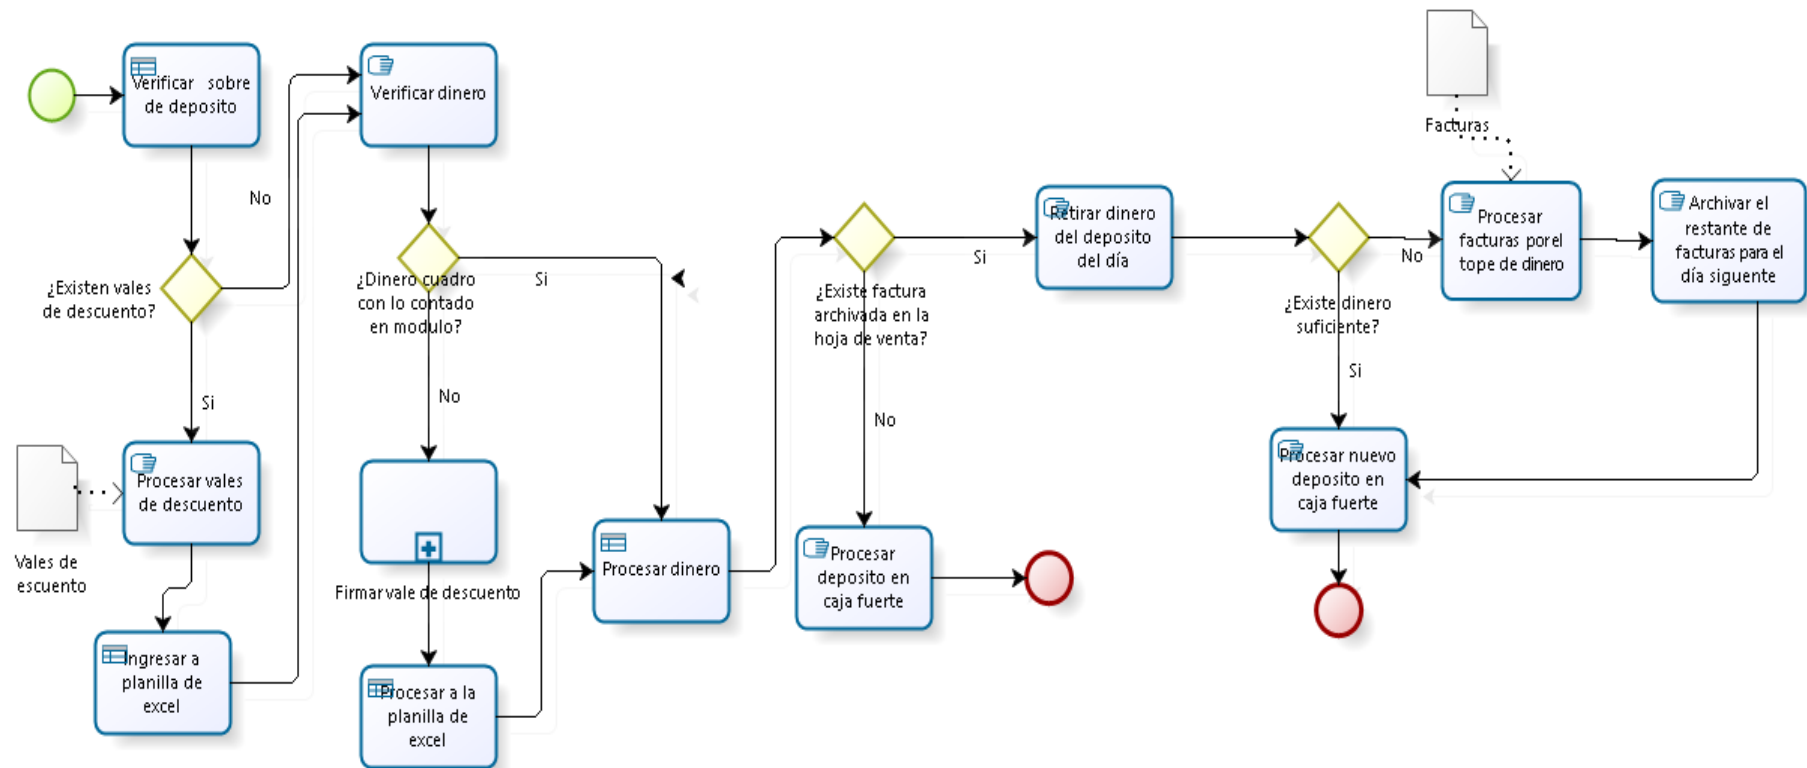 Verificar sobre
de deposito
No
¿Existen vales
de descuento?
Si
Procesar vales
de descuento
Vales de
escuento
Ingresar a
planilla de
excel
Verificar dinero
¿Dinero cuadro
con lo contado
en modulo?
Si
No
Firmar vale de descuento
Procesar a la
planilla de
excel
Procesar dinero
¿Existe factura
archivada en la
hoja de venta?
Si
No
Procesar
deposito en
caja fuerte
Retirar dinero
del deposito
del día
¿Existe dinero
suficiente?
No
Si
Facturas
Procesar
facturas por el
tope de dinero
Archivar el
restante de
facturas para el
día siguente
Procesar nuevo
deposito en
caja fuerte